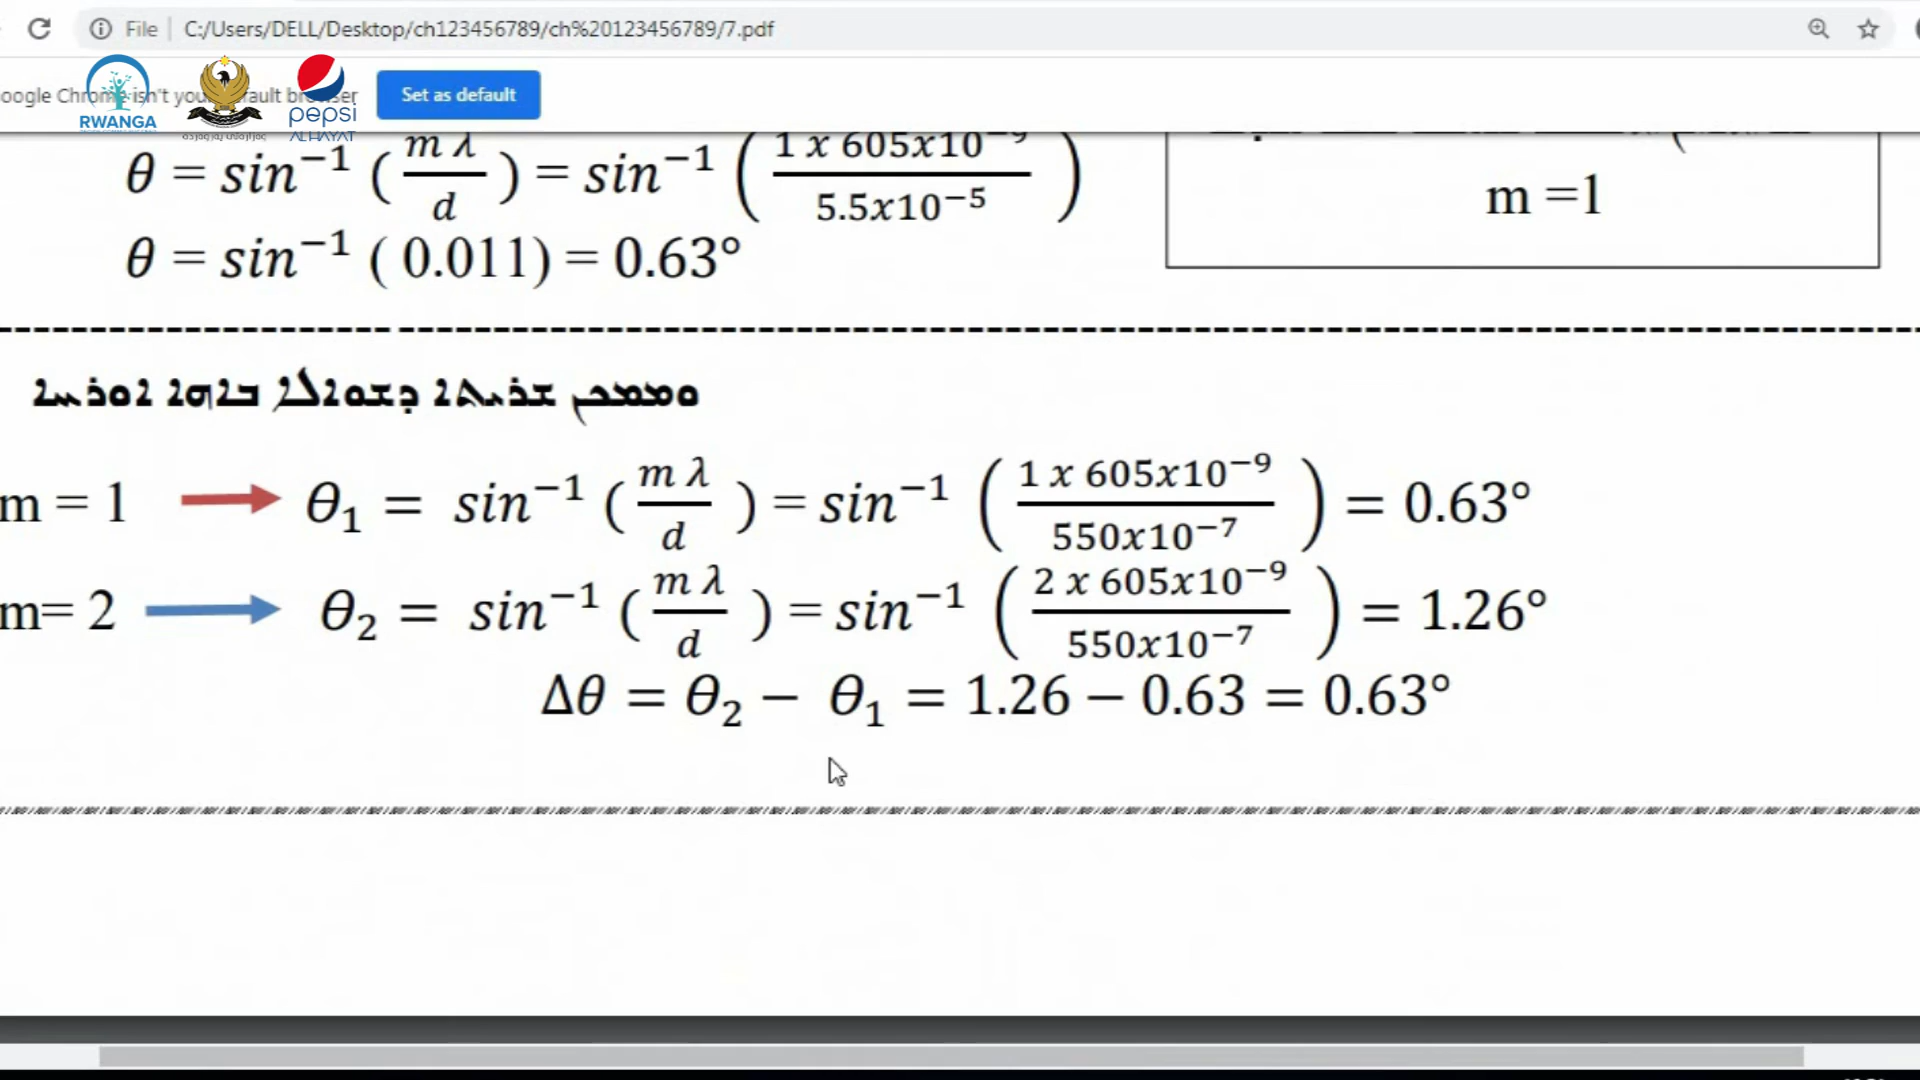 File | C:/Users/DELL/Desktop/ch123456789/ch%20123456789/7.pdf
Set as default
RWANGA
pepsi
ALHAYAT
θ = sin⁻¹ ( m λ / d ) = sin⁻¹ ( 1 x 605x10⁻⁹ / 5.5x10⁻⁵ )
m =1
θ = sin⁻¹ ( 0.011) = 0.63°
m = 1 θ₁ = sin⁻¹ ( m λ / d ) = sin⁻¹ ( 1 x 605x10⁻⁹ / 550x10⁻⁷ ) = 0.63°
m= 2 θ₂ = sin⁻¹ ( m λ / d ) = sin⁻¹ ( 2 x 605x10⁻⁹ / 550x10⁻⁷ ) = 1.26°
Δθ = θ₂ − θ₁ = 1.26 − 0.63 = 0.63°